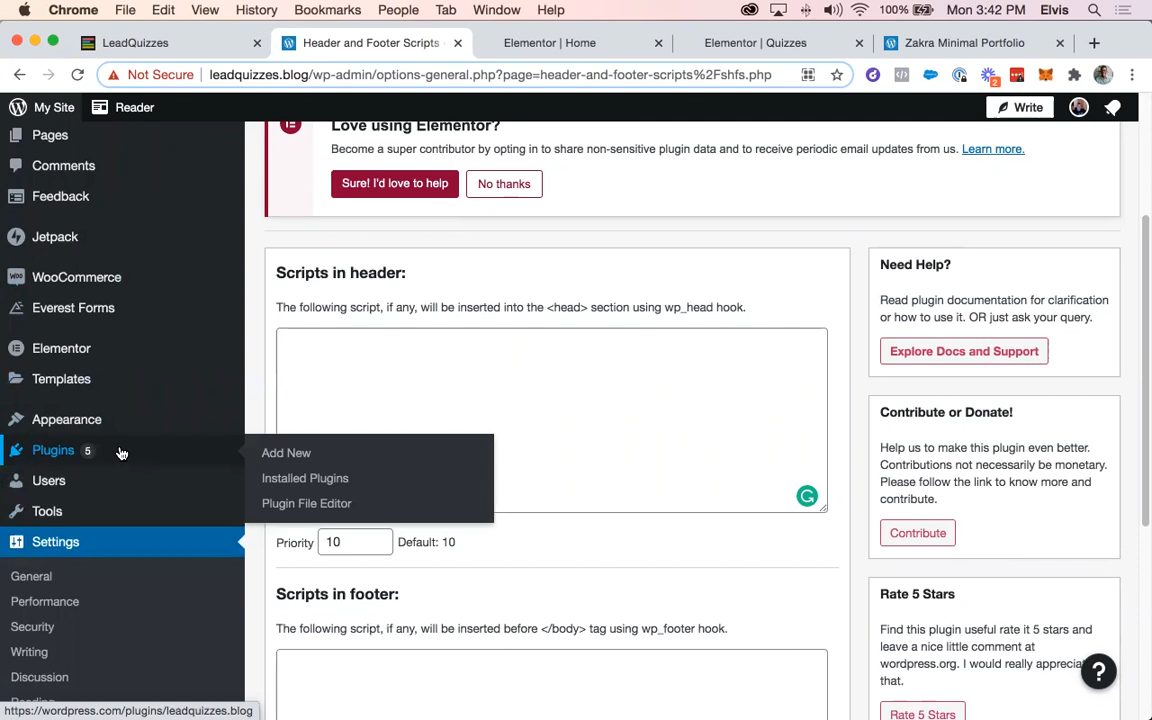 Chrome File Edit View History Bookmarks People Tab Window Help 100% Mon 3:42 PM Elvis
LeadQuizzes Header and Footer Scripts Elementor | Home Elementor | Quizzes Zakra Minimal Portfolio
Not Secure leadquizzes.blog/wp-admin/options-general.php?page=header-and-footer-scripts%2Fshfs.php 2
My Site Reader Write
Pages
Comments
Feedback
Jetpack
WOO WooCommerce
Everest Forms
Elementor
Templates
Appearance
Plugins 5
Users
Tools
Settings
General
Performance
Security
Writing
Discussion
https://wordpress.com/plugins/leadquizzes.blog
Add New
Installed Plugins
Plugin File Editor
Love using Elementor?
Become a super contributor by opting in to share non-sensitive plugin data and to receive periodic email updates from us. Learn more.
Sure! I'd love to help No thanks
Scripts in header:
The following script, if any, will be inserted into the <head> section using wp_head hook.
Priority 10 Default: 10
Scripts in footer:
The following script, if any, will be inserted before </body> tag using wp_footer hook.
Need Help?
Read plugin documentation for clarification
or how to use it. OR just ask your query.
Explore Docs and Support
Contribute or Donate!
Help us to make this plugin even better.
Contributions not necessarily be monetary.
Please follow the link to know more and
contribute.
Contribute
Rate 5 Stars
Find this plugin useful rate it 5 stars and
leave a nice little comment at
wordpress.org. I would really appreciate
that.
Rate 5 Stars
?